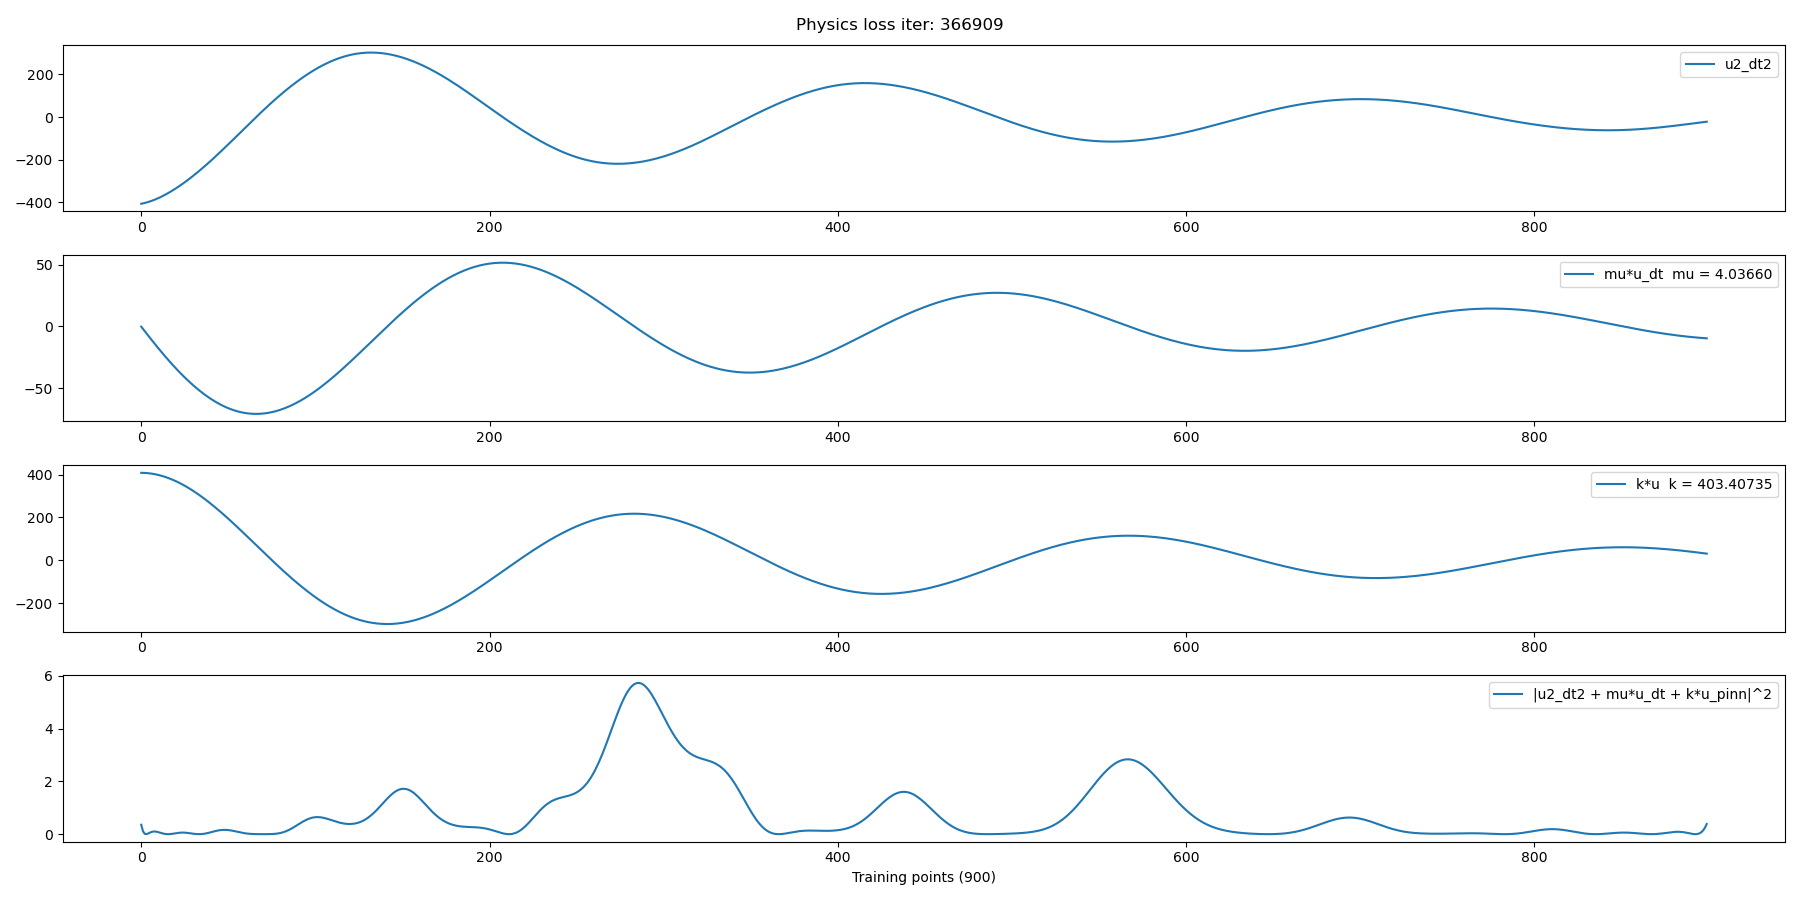 Physics loss iter: 366909
u2_dt2
200
0
−200
−400
0 200 400 600 800
mu*u_dt mu = 4.03660
50
0
−50
0 200 400 600 800
k*u k = 403.40735
400
200
0
−200
0 200 400 600 800
|u2_dt2 + mu*u_dt + k*u_pinn|^2
6
4
2
0
0 200 400 600 800
Training points (900)